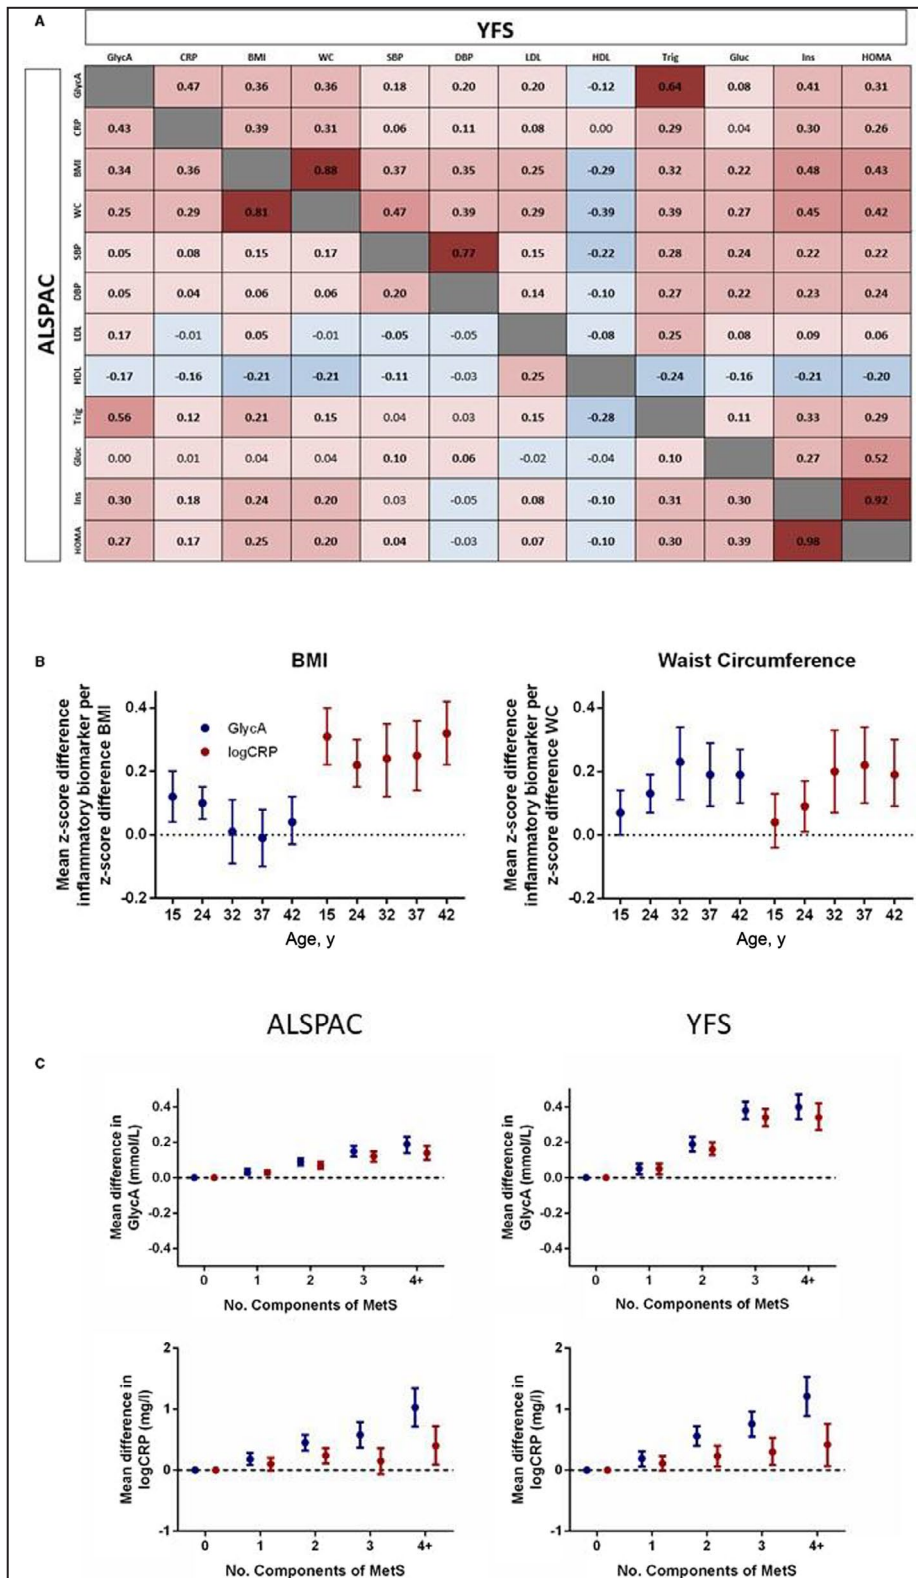 A
YFS
GlycA CRP BMI WC SBP DBP LDL HDL Trig Gluc Ins HOMA
ALSPAC
GlycA 0.47 0.36 0.36 0.18 0.20 0.20 -0.12 0.64 0.08 0.41 0.31
CRP 0.43 0.39 0.31 0.06 0.11 0.08 0.00 0.29 0.04 0.30 0.26
BMI 0.34 0.36 0.88 0.37 0.35 0.25 -0.29 0.32 0.22 0.48 0.43
WC 0.25 0.29 0.81 0.47 0.39 0.29 -0.39 0.39 0.27 0.45 0.42
SBP 0.05 0.08 0.15 0.17 0.77 0.15 -0.22 0.28 0.24 0.22 0.22
DBP 0.05 0.04 0.06 0.06 0.20 0.14 -0.10 0.27 0.22 0.23 0.24
LDL 0.17 -0.01 0.05 -0.01 -0.05 -0.05 -0.08 0.25 0.08 0.09 0.06
HDL -0.17 -0.16 -0.21 -0.21 -0.11 -0.03 0.25 -0.24 -0.16 -0.21 -0.20
Trig 0.56 0.12 0.21 0.15 0.04 0.03 0.15 -0.28 0.11 0.33 0.29
Gluc 0.00 0.01 0.04 0.04 0.10 0.06 -0.02 -0.04 0.10 0.27 0.52
Ins 0.30 0.18 0.24 0.20 0.03 -0.05 0.08 -0.10 0.31 0.30 0.92
HOMA 0.27 0.17 0.25 0.20 0.04 -0.03 0.07 -0.10 0.30 0.39 0.98
B
BMI
Mean z-score difference
inflammatory biomarker per
z-score difference BMI
0.4
0.2
0.0
-0.2
GlycA
logCRP
15 24 32 37 42 15 24 32 37 42
Age, y
Waist Circumference
Mean z-score difference
inflammatory biomarker per
z-score difference WC
0.4
0.2
0.0
-0.2
15 24 32 37 42 15 24 32 37 42
Age, y
ALSPAC
YFS
C
Mean difference in
GlycA (mmol/L)
0.4
0.2
0.0
-0.2
-0.4
0 1 2 3 4+
No. Components of MetS
Mean difference in
GlycA (mmol/L)
0.4
0.2
0.0
-0.2
-0.4
0 1 2 3 4+
No. Components of MetS
Mean difference in
logCRP (mg/l)
2
1
0
-1
0 1 2 3 4+
No. Components of MetS
Mean difference in
logCRP (mg/l)
2
1
0
-1
0 1 2 3 4+
No. Components of MetS